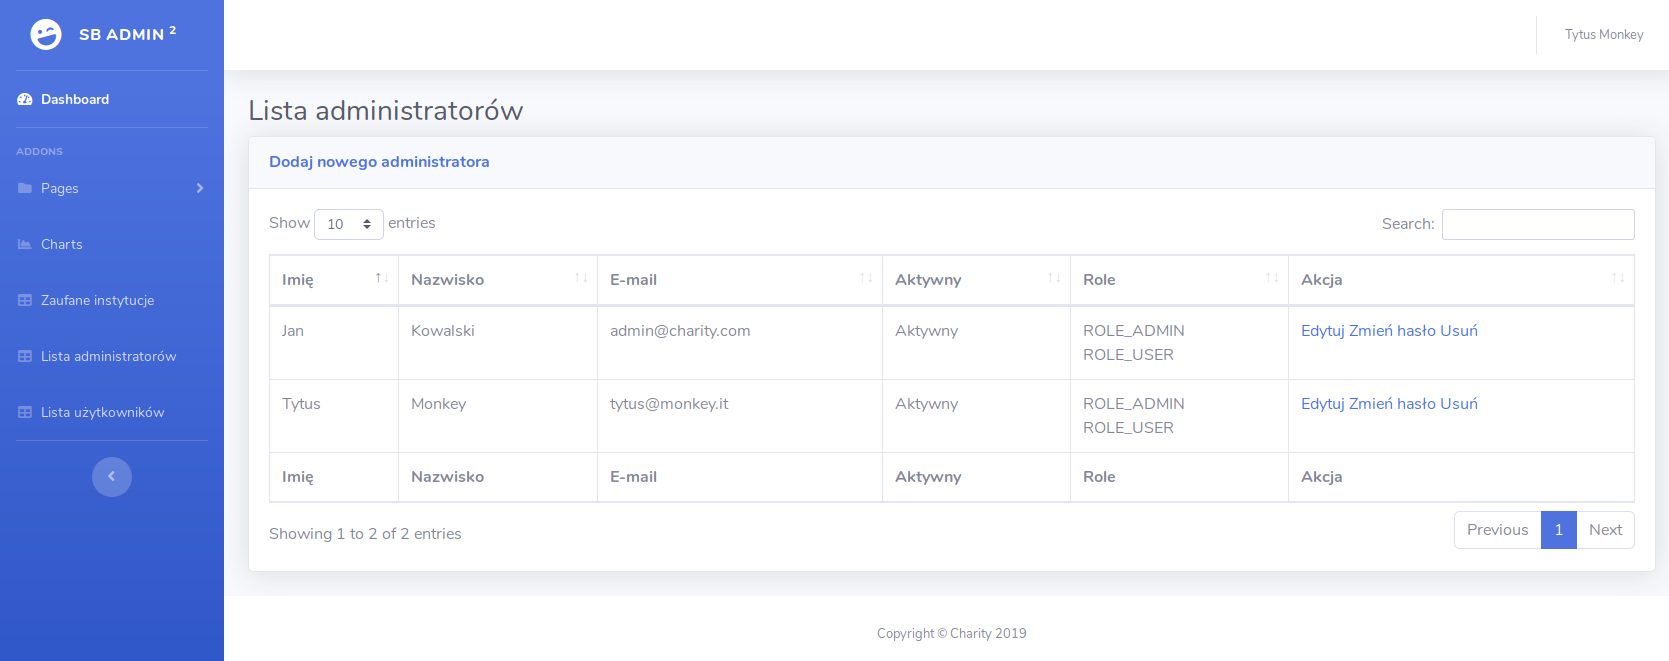 SB ADMIN 2
Tytus Monkey
Dashboard
ADDONS
Pages
Charts
Zaufane instytucje
Lista administratorów
Lista użytkowników
Lista administratorów
Dodaj nowego administratora
Show 10 entries
Search:
Imię Nazwisko E-mail Aktywny Role Akcja
Jan Kowalski admin@charity.com Aktywny ROLE_ADMIN Edytuj Zmień hasło Usuń
ROLE_USER
Tytus Monkey tytus@monkey.it Aktywny ROLE_ADMIN Edytuj Zmień hasło Usuń
ROLE_USER
Imię Nazwisko E-mail Aktywny Role Akcja
Showing 1 to 2 of 2 entries
Previous 1 Next
Copyright © Charity 2019